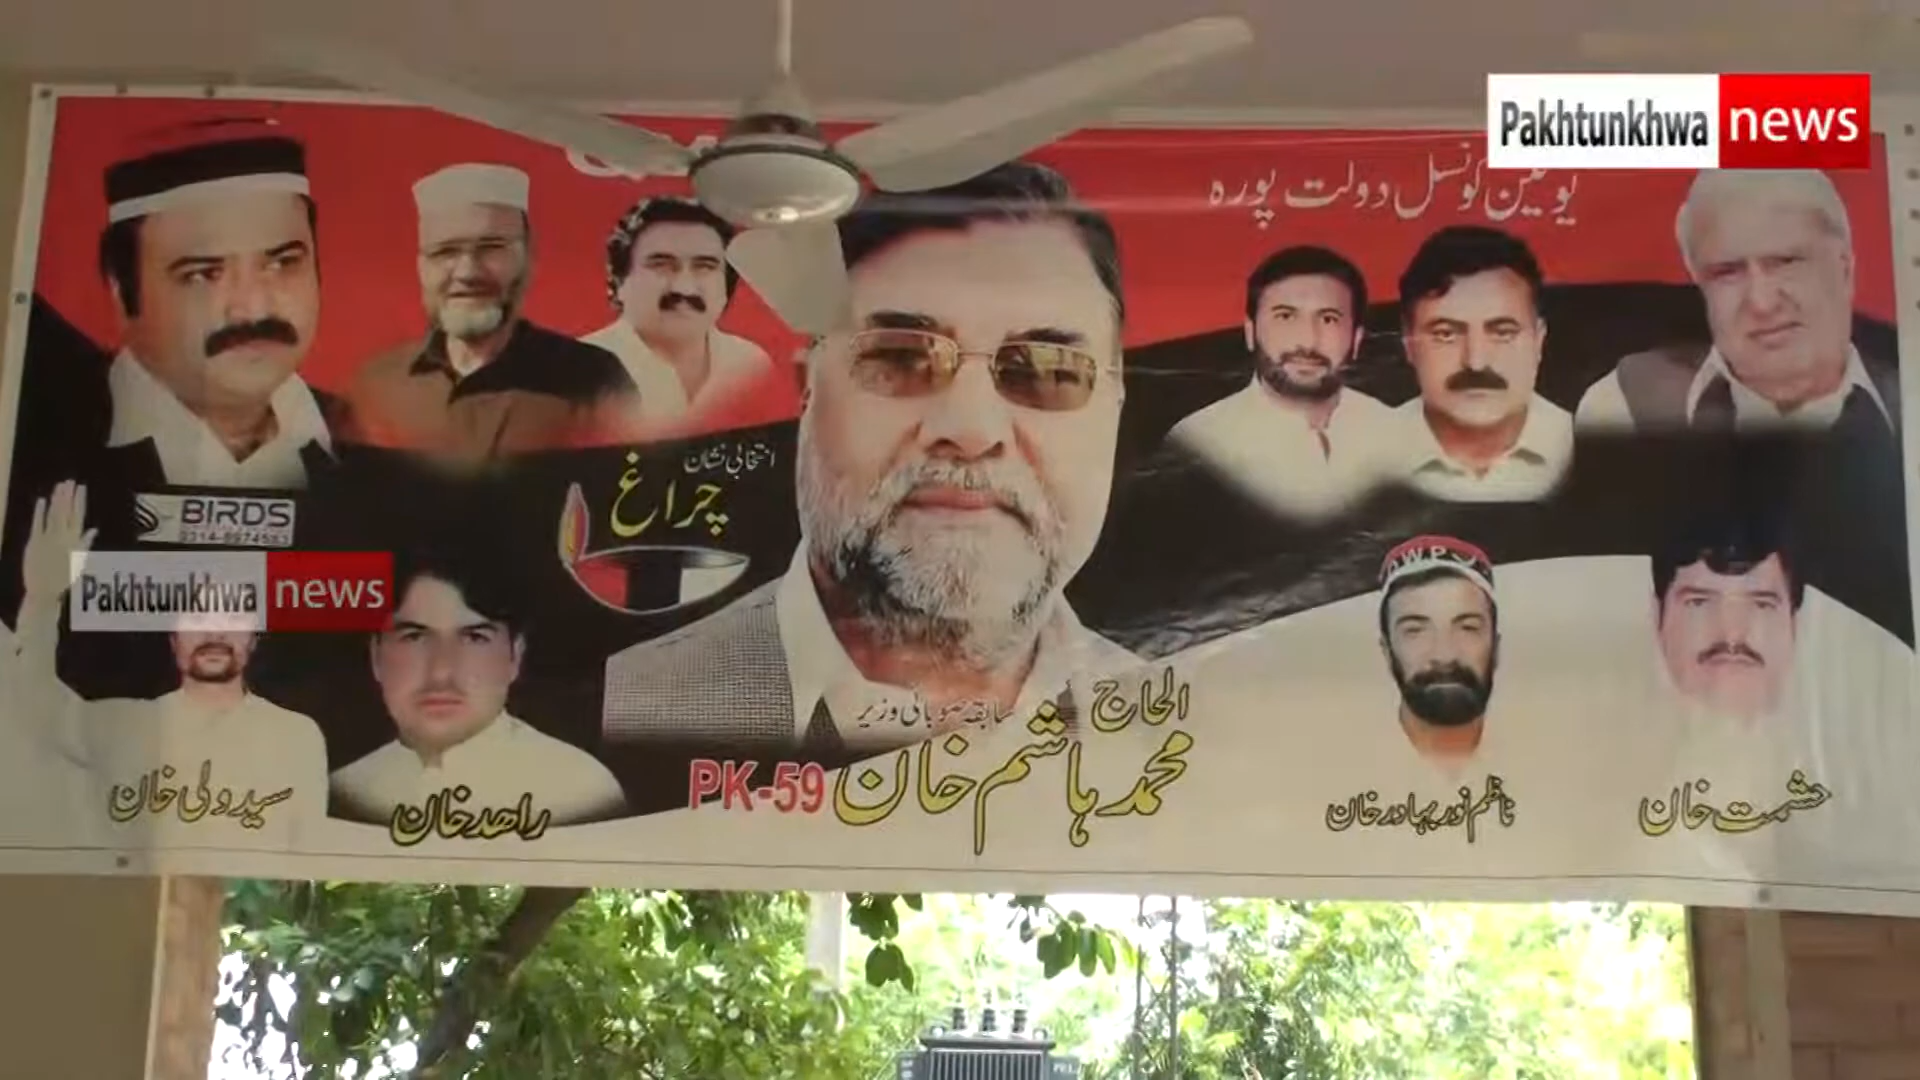 Pakhtunkhwa news
یونین کونسل دولت پورہ
انتخابی نشان
چراغ
BIRDS
Pakhtunkhwa news
الحاج
سابقہ صوبائی وزیر
محمد ہاشم خان
PK-59
سید ولی خان
راھد خان
ناظم نور بہادر خان
حشمت خان